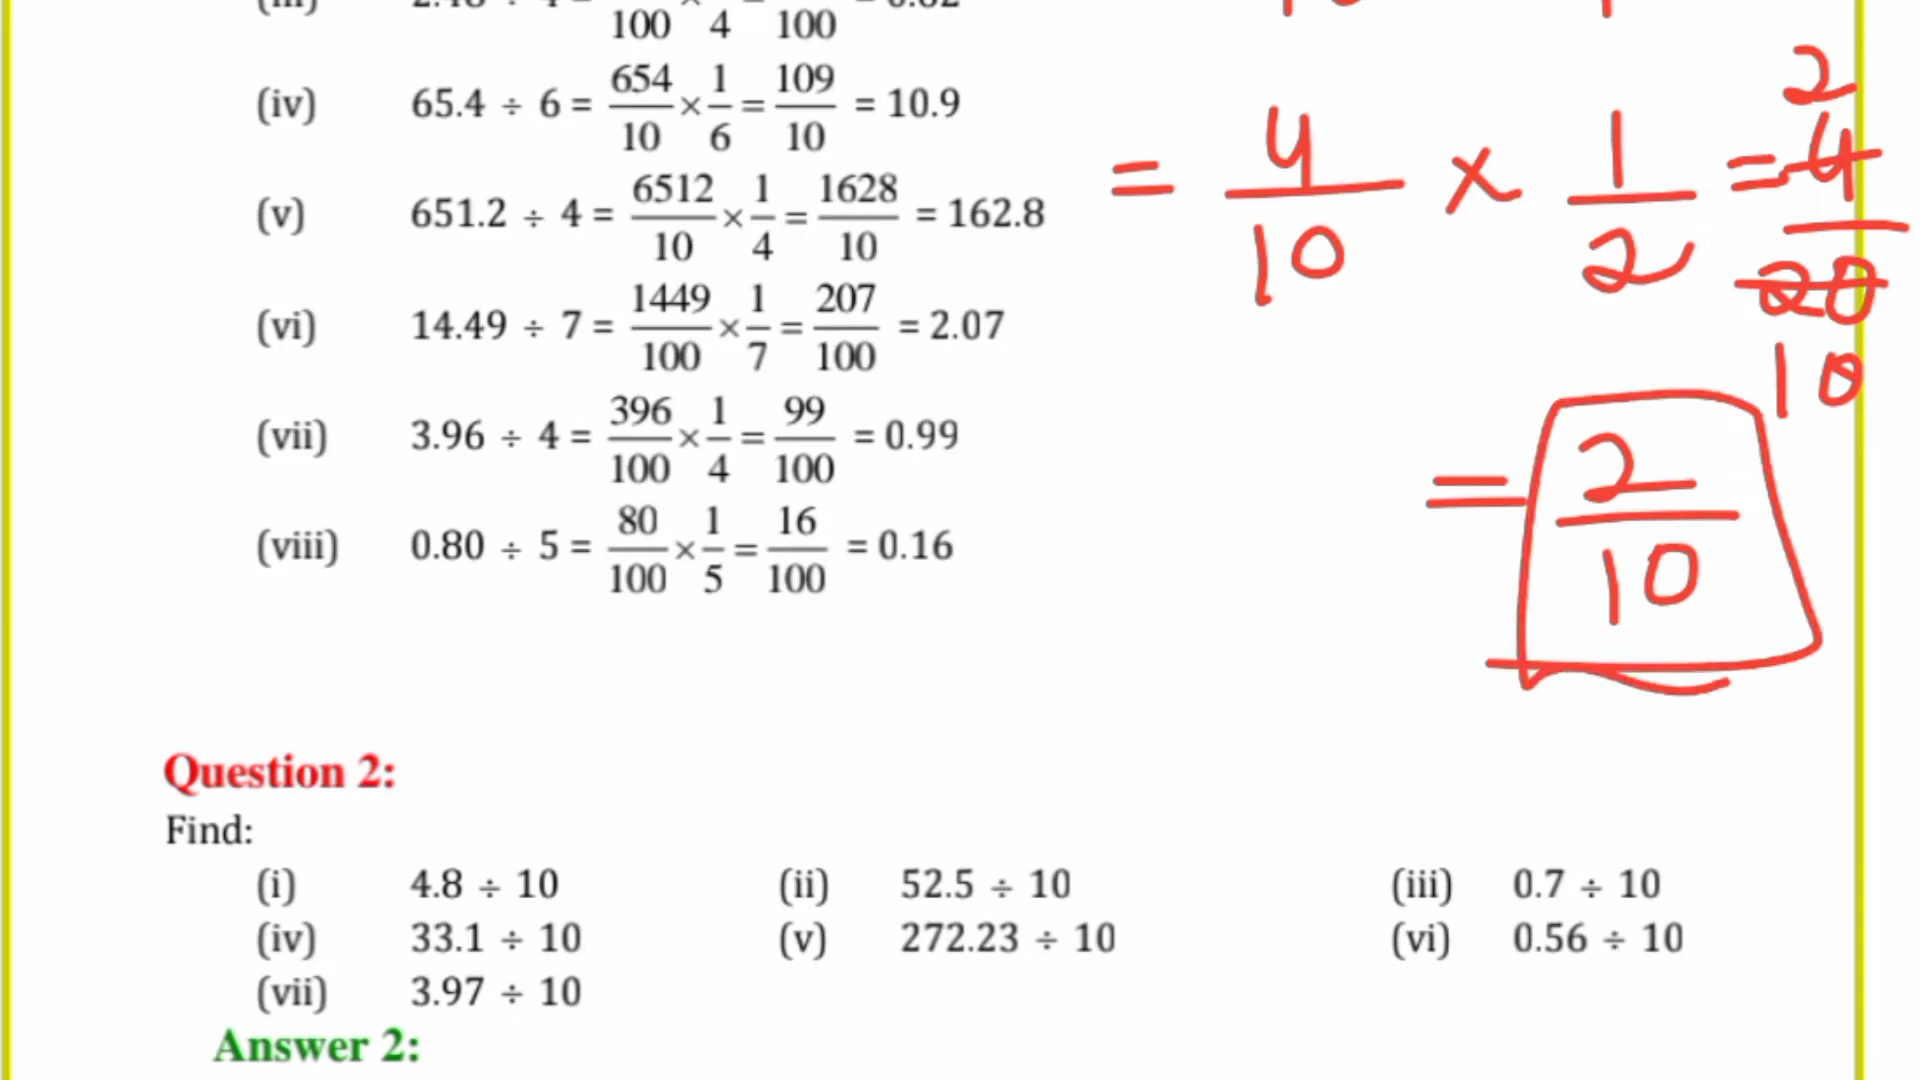 (iv) 65.4 ÷ 6 = 654/10 × 1/6 = 109/10 = 10.9
(v) 651.2 ÷ 4 = 6512/10 × 1/4 = 1628/10 = 162.8
(vi) 14.49 ÷ 7 = 1449/100 × 1/7 = 207/100 = 2.07
(vii) 3.96 ÷ 4 = 396/100 × 1/4 = 99/100 = 0.99
(viii) 0.80 ÷ 5 = 80/100 × 1/5 = 16/100 = 0.16
= 4/10 × 1/2 = 4/20
2
10
= 2/10
Question 2:
Find:
(i) 4.8 ÷ 10 (ii) 52.5 ÷ 10 (iii) 0.7 ÷ 10
(iv) 33.1 ÷ 10 (v) 272.23 ÷ 10 (vi) 0.56 ÷ 10
(vii) 3.97 ÷ 10
Answer 2: